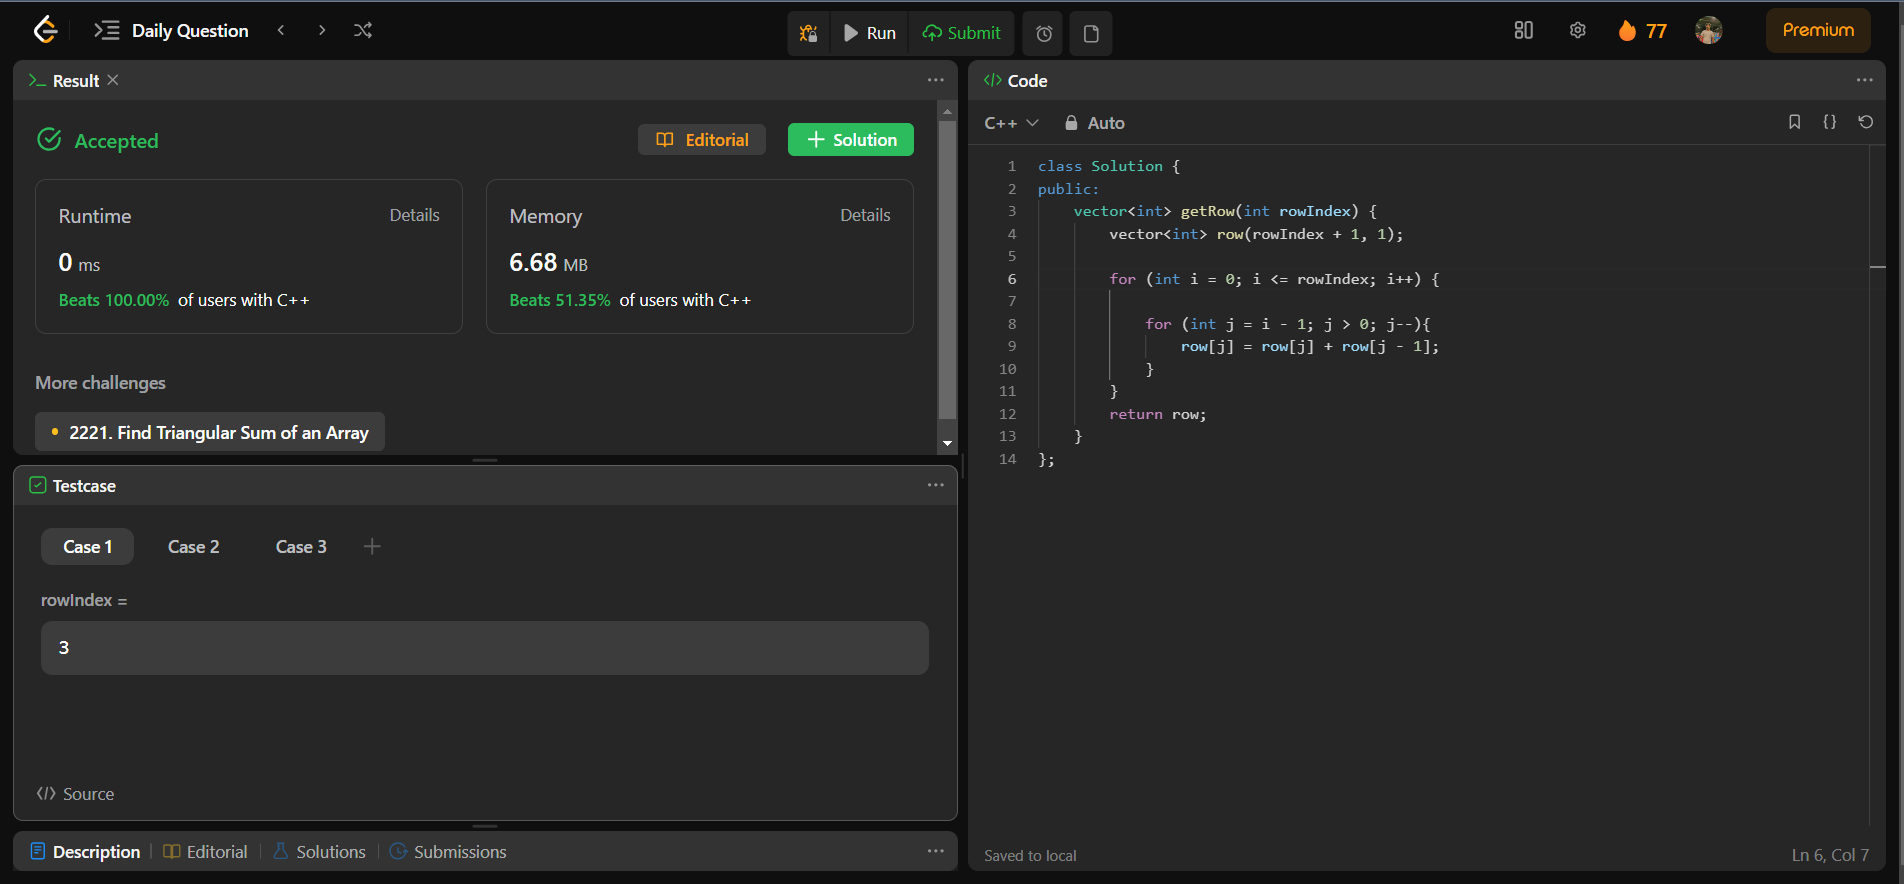 Daily Question
Run
Submit
77
Premium
Result
Accepted
Editorial
Solution
Runtime
Details
0 ms
Beats 100.00% of users with C++
Memory
Details
6.68 MB
Beats 51.35% of users with C++
More challenges
2221. Find Triangular Sum of an Array
Testcase
Case 1
Case 2
Case 3
rowIndex =
3
</> Source
Description
Editorial
Solutions
Submissions
</> Code
C++
Auto
{}
1 class Solution {
2 public:
3 vector<int> getRow(int rowIndex) {
4 vector<int> row(rowIndex + 1, 1);
5
6 for (int i = 0; i <= rowIndex; i++) {
7
8 for (int j = i - 1; j > 0; j--){
9 row[j] = row[j] + row[j - 1];
10 }
11 }
12 return row;
13 }
14 };
Saved to local
Ln 6, Col 7